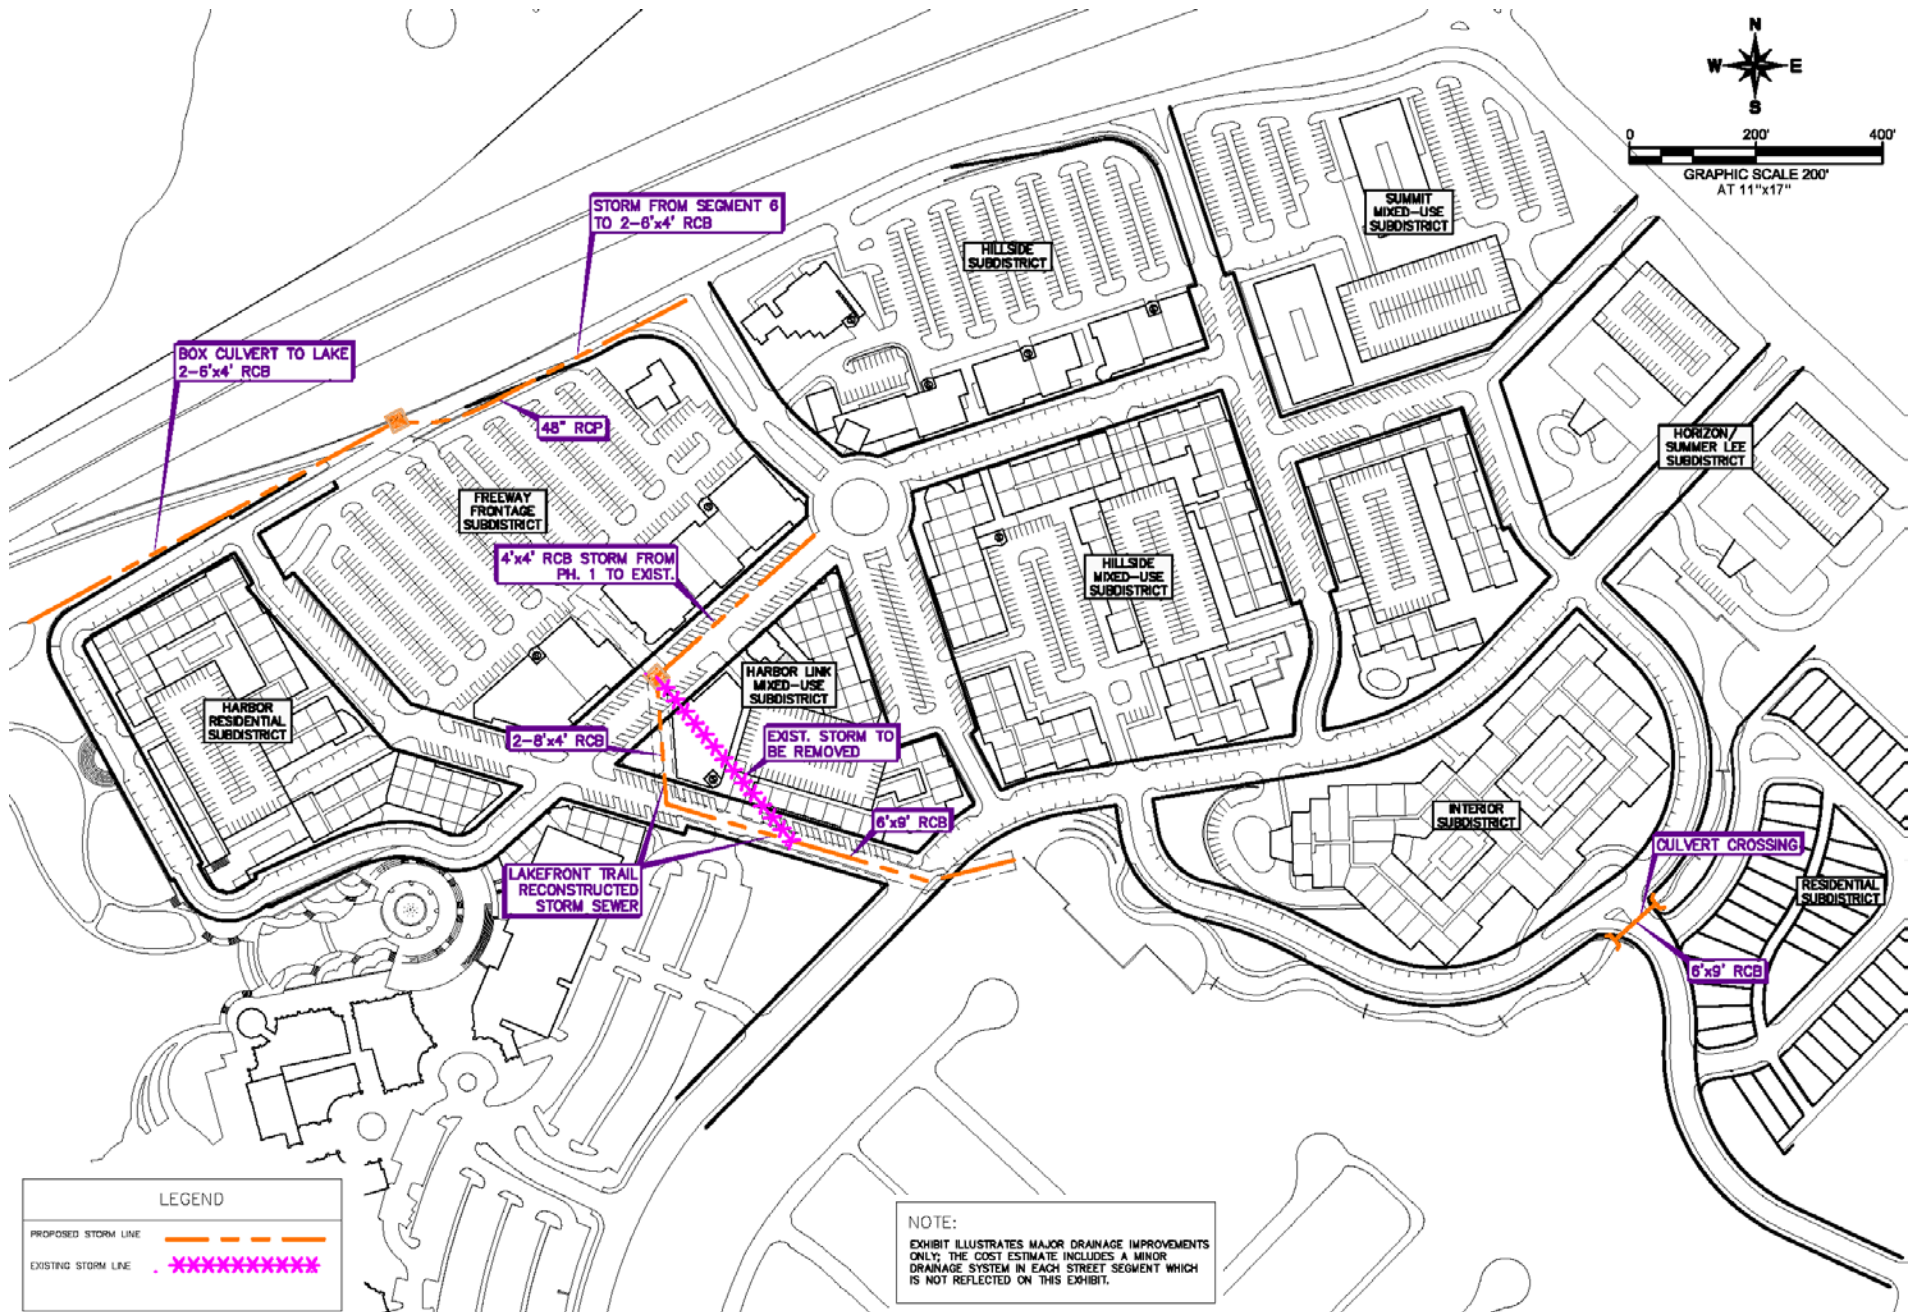 N
W
E
S
0
200'
400'
GRAPHIC SCALE 200'
AT 11"x17"
STORM FROM SEGMENT 6
TO 2-6'x4' RCB
SUMMIT
MIXED-USE
SUBDISTRICT
HILLSIDE
SUBDISTRICT
BOX CULVERT TO LAKE
2-6'x4' RCB
48" RCP
HORIZON/
SUMMER LEE
SUBDISTRICT
FREEWAY
FRONTAGE
SUBDISTRICT
4'x4' RCB STORM FROM
PH. 1 TO EXIST.
HILLSIDE
MIXED-USE
SUBDISTRICT
HARBOR LINK
MIXED-USE
SUBDISTRICT
HARBOR
RESIDENTIAL
SUBDISTRICT
2-8'x4' RCB
EXIST. STORM TO
BE REMOVED
6'x9' RCB
INTERIOR
SUBDISTRICT
CULVERT CROSSING
LAKEFRONT TRAIL
RECONSTRUCTED
STORM SEWER
RESIDENTIAL
SUBDISTRICT
6'x9' RCB
LEGEND
PROPOSED STORM LINE
EXISTING STORM LINE
NOTE:
EXHIBIT ILLUSTRATES MAJOR DRAINAGE IMPROVEMENTS
ONLY; THE COST ESTIMATE INCLUDES A MINOR
DRAINAGE SYSTEM IN EACH STREET SEGMENT WHICH
IS NOT REFLECTED ON THIS EXHIBIT.